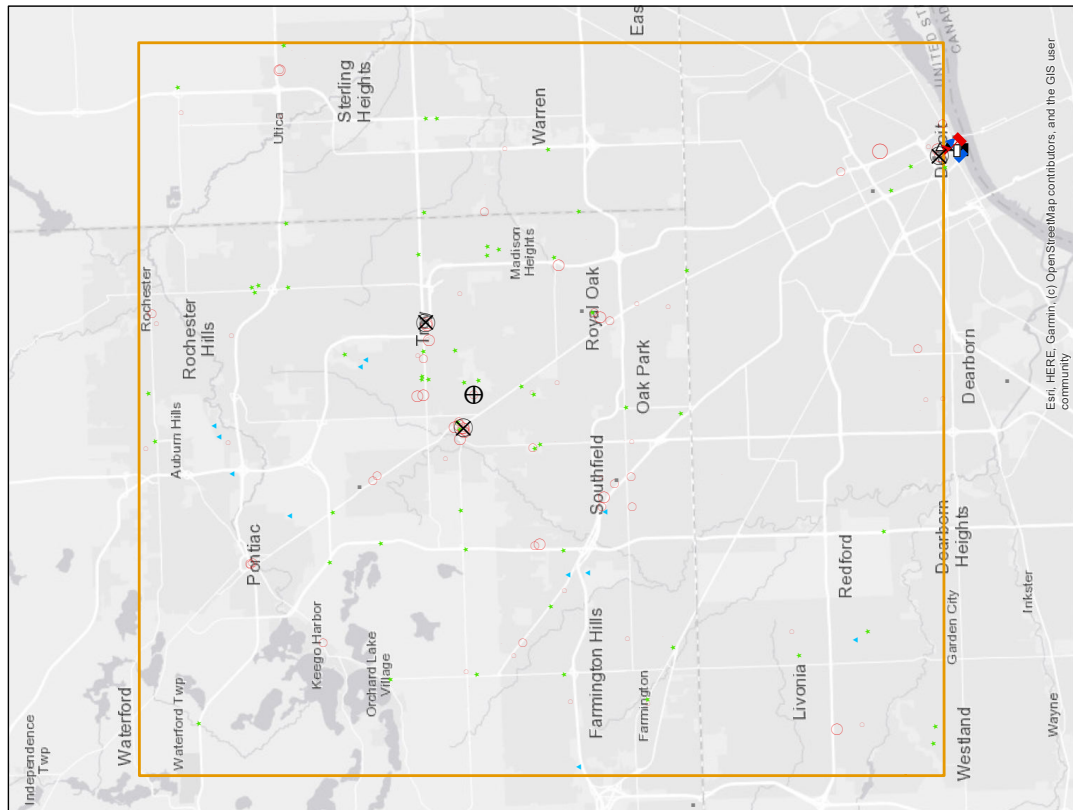 Independence
Twp
Waterford
Waterford Twp
Rochester
Auburn Hills
Rochester
Hills
Pontiac
Utica
Keego Harbor
Sterling
Heights
Orchard Lake
Village
Troy
Madison
Heights
Warren
Farmington Hills
Southfield
Royal Oak
Farmington
Oak Park
Eas
Livonia
Redford
Dearborn
Heights
Detroit
UNITED ST
CANAD
Garden City
Westland
Dearborn
Inkster
Wayne
Esri, HERE, Garmin, (c) OpenStreetMap contributors, and the GIS user
community